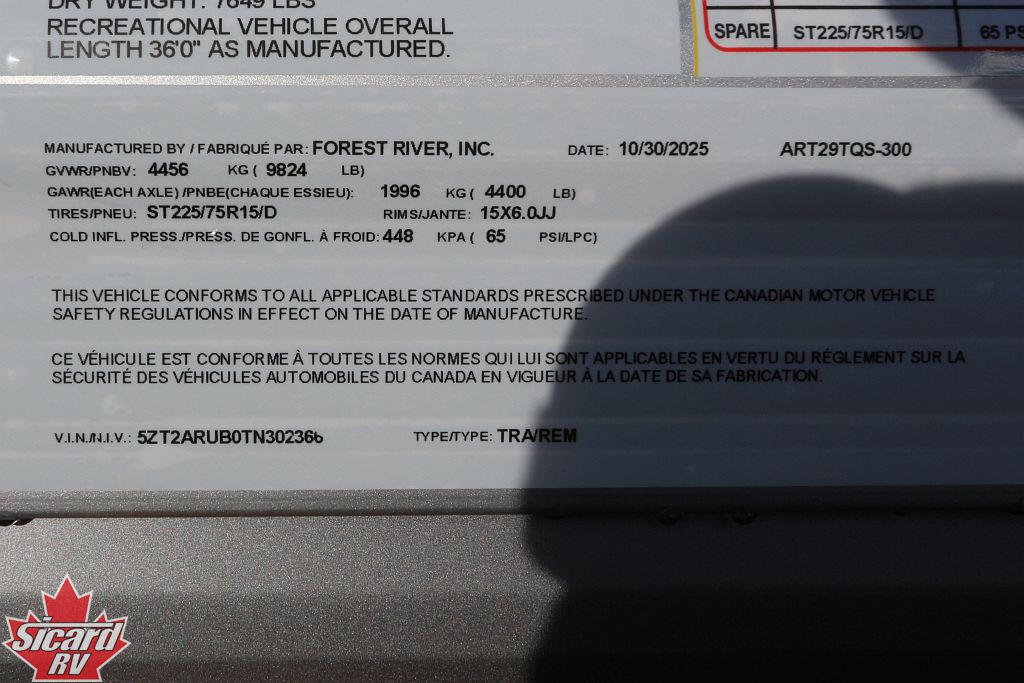 DRY WEIGHT: 7649 LBS
RECREATIONAL VEHICLE OVERALL
LENGTH 36'0" AS MANUFACTURED.
SPARE ST225/75R15/D 65 PS
MANUFACTURED BY / FABRIQUÉ PAR: FOREST RIVER, INC. DATE: 10/30/2025 ART29TQS-300
GVWR/PNBV: 4456 KG ( 9824 LB)
GAWR(EACH AXLE) /PNBE(CHAQUE ESSIEU): 1996 KG ( 4400 LB)
TIRES/PNEU: ST225/75R15/D RIMS/JANTE: 15X6.0JJ
COLD INFL. PRESS./PRESS. DE GONFL. À FROID: 448 KPA ( 65 PSI/LPC)
THIS VEHICLE CONFORMS TO ALL APPLICABLE STANDARDS PRESCRIBED UNDER THE CANADIAN MOTOR VEHICLE
SAFETY REGULATIONS IN EFFECT ON THE DATE OF MANUFACTURE.
CE VÉHICULE EST CONFORME À TOUTES LES NORMES QUI LUI SONT APPLICABLES EN VERTU DU RÉGLEMENT SUR LA
SÉCURITÉ DES VÉHICULES AUTOMOBILES DU CANADA EN VIGUEUR À LA DATE DE SA FABRICATION.
V.I.N./N.I.V.: 5ZT2ARUB0TN302366 TYPE/TYPE: TRA/REM
Sicard
RV